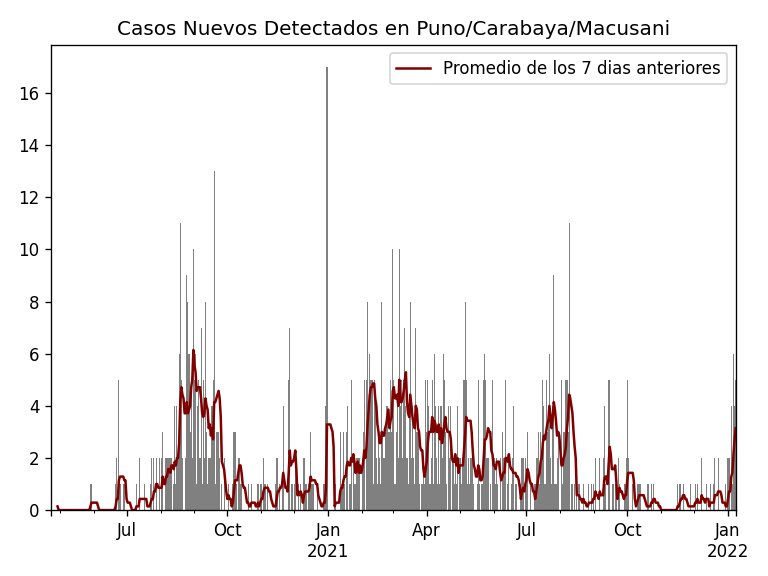 Casos Nuevos Detectados en Puno/Carabaya/Macusani
Promedio de los 7 dias anteriores
16
14
12
10
8
6
4
2
0
Jul
Oct
Jan
2021
Apr
Jul
Oct
Jan
2022